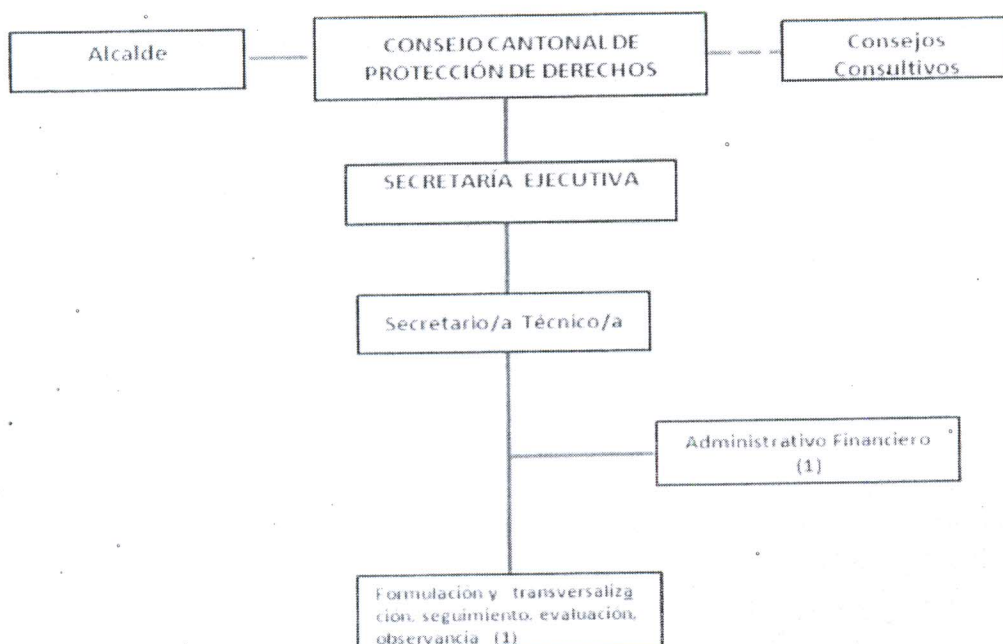 Alcalde
CONSEJO CANTONAL DE
PROTECCIÓN DE DERECHOS
Consejos
Consultivos
SECRETARÍA EJECUTIVA
Secretario/a Técnico/a
Administrativo Financiero
(1)
Formulación y transversaliza
ción, seguimiento, evaluación,
observancia (1)